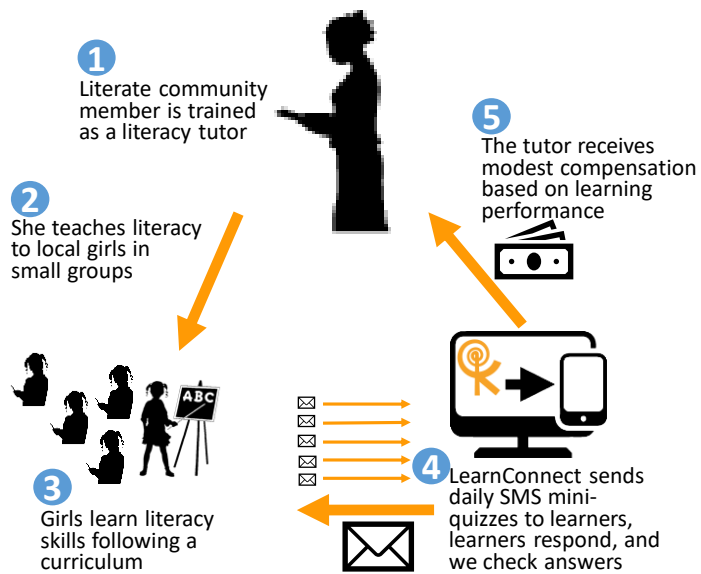 1
Literate community
member is trained
as a literacy tutor
2
She teaches literacy
to local girls in
small groups
ABC
3
Girls learn literacy
skills following a
curriculum
4
LearnConnect sends
daily SMS mini-
quizzes to learners,
learners respond, and
we check answers
5
The tutor receives
modest compensation
based on learning
performance